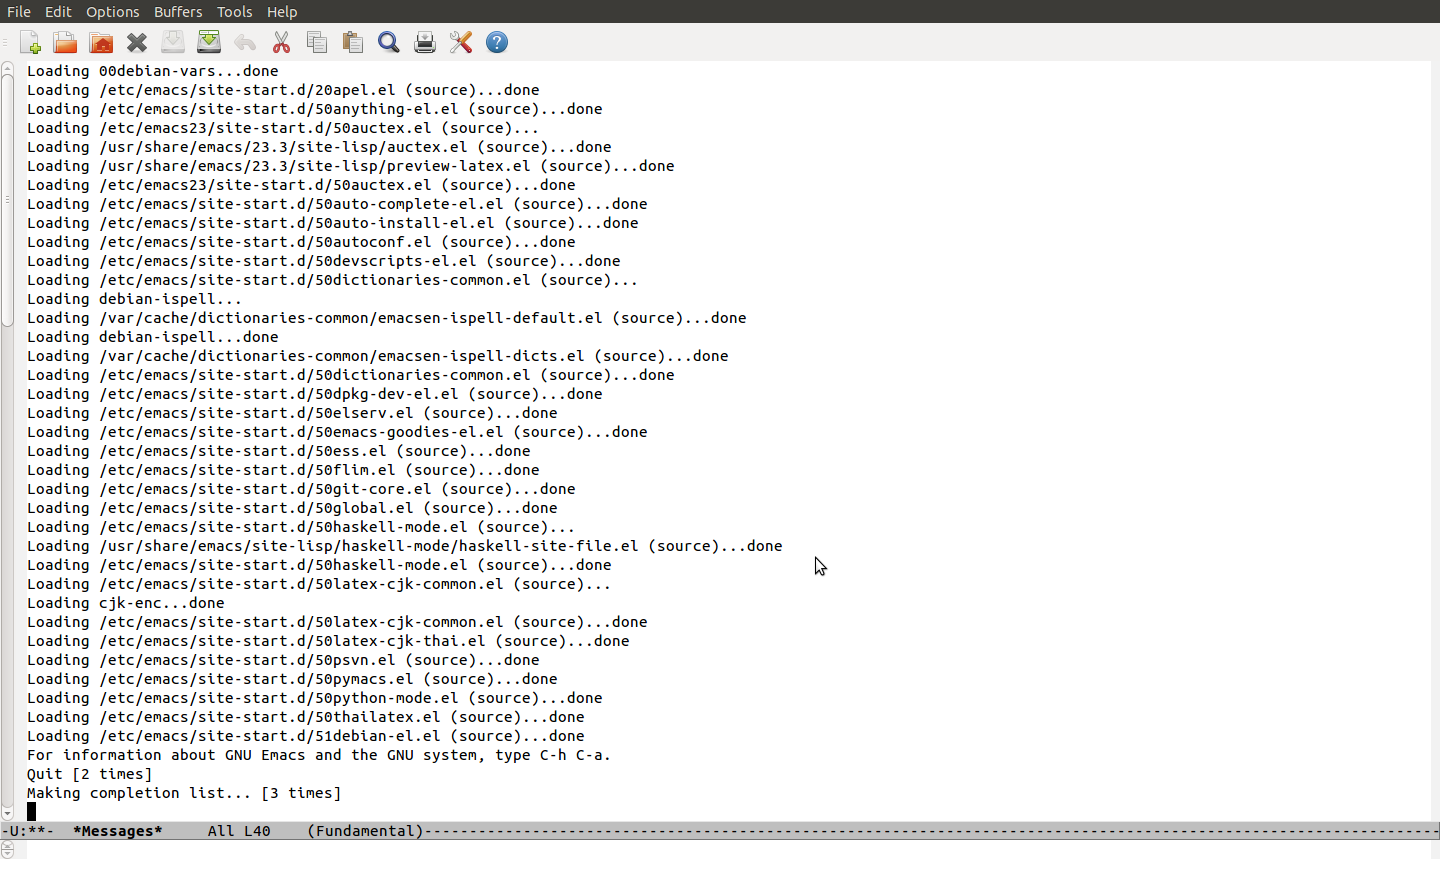 File Edit Options Buffers Tools Help
Loading 00debian-vars...done
Loading /etc/emacs/site-start.d/20apel.el (source)...done
Loading /etc/emacs/site-start.d/50anything-el.el (source)...done
Loading /etc/emacs23/site-start.d/50auctex.el (source)...
Loading /usr/share/emacs/23.3/site-lisp/auctex.el (source)...done
Loading /usr/share/emacs/23.3/site-lisp/preview-latex.el (source)...done
Loading /etc/emacs23/site-start.d/50auctex.el (source)...done
Loading /etc/emacs/site-start.d/50auto-complete-el.el (source)...done
Loading /etc/emacs/site-start.d/50auto-install-el.el (source)...done
Loading /etc/emacs/site-start.d/50autoconf.el (source)...done
Loading /etc/emacs/site-start.d/50devscripts-el.el (source)...done
Loading /etc/emacs/site-start.d/50dictionaries-common.el (source)...
Loading debian-ispell...
Loading /var/cache/dictionaries-common/emacsen-ispell-default.el (source)...done
Loading debian-ispell...done
Loading /var/cache/dictionaries-common/emacsen-ispell-dicts.el (source)...done
Loading /etc/emacs/site-start.d/50dictionaries-common.el (source)...done
Loading /etc/emacs/site-start.d/50dpkg-dev-el.el (source)...done
Loading /etc/emacs/site-start.d/50elserv.el (source)...done
Loading /etc/emacs/site-start.d/50emacs-goodies-el.el (source)...done
Loading /etc/emacs/site-start.d/50ess.el (source)...done
Loading /etc/emacs/site-start.d/50flim.el (source)...done
Loading /etc/emacs/site-start.d/50git-core.el (source)...done
Loading /etc/emacs/site-start.d/50global.el (source)...done
Loading /etc/emacs/site-start.d/50haskell-mode.el (source)...
Loading /usr/share/emacs/site-lisp/haskell-mode/haskell-site-file.el (source)...done
Loading /etc/emacs/site-start.d/50haskell-mode.el (source)...done
Loading /etc/emacs/site-start.d/50latex-cjk-common.el (source)...
Loading cjk-enc...done
Loading /etc/emacs/site-start.d/50latex-cjk-common.el (source)...done
Loading /etc/emacs/site-start.d/50latex-cjk-thai.el (source)...done
Loading /etc/emacs/site-start.d/50psvn.el (source)...done
Loading /etc/emacs/site-start.d/50pymacs.el (source)...done
Loading /etc/emacs/site-start.d/50python-mode.el (source)...done
Loading /etc/emacs/site-start.d/50thailatex.el (source)...done
Loading /etc/emacs/site-start.d/51debian-el.el (source)...done
For information about GNU Emacs and the GNU system, type C-h C-a.
Quit [2 times]
Making completion list... [3 times]
-U:**-  *Messages*     All L40    (Fundamental)-----------------------------------------------------------------------------------------------------------------